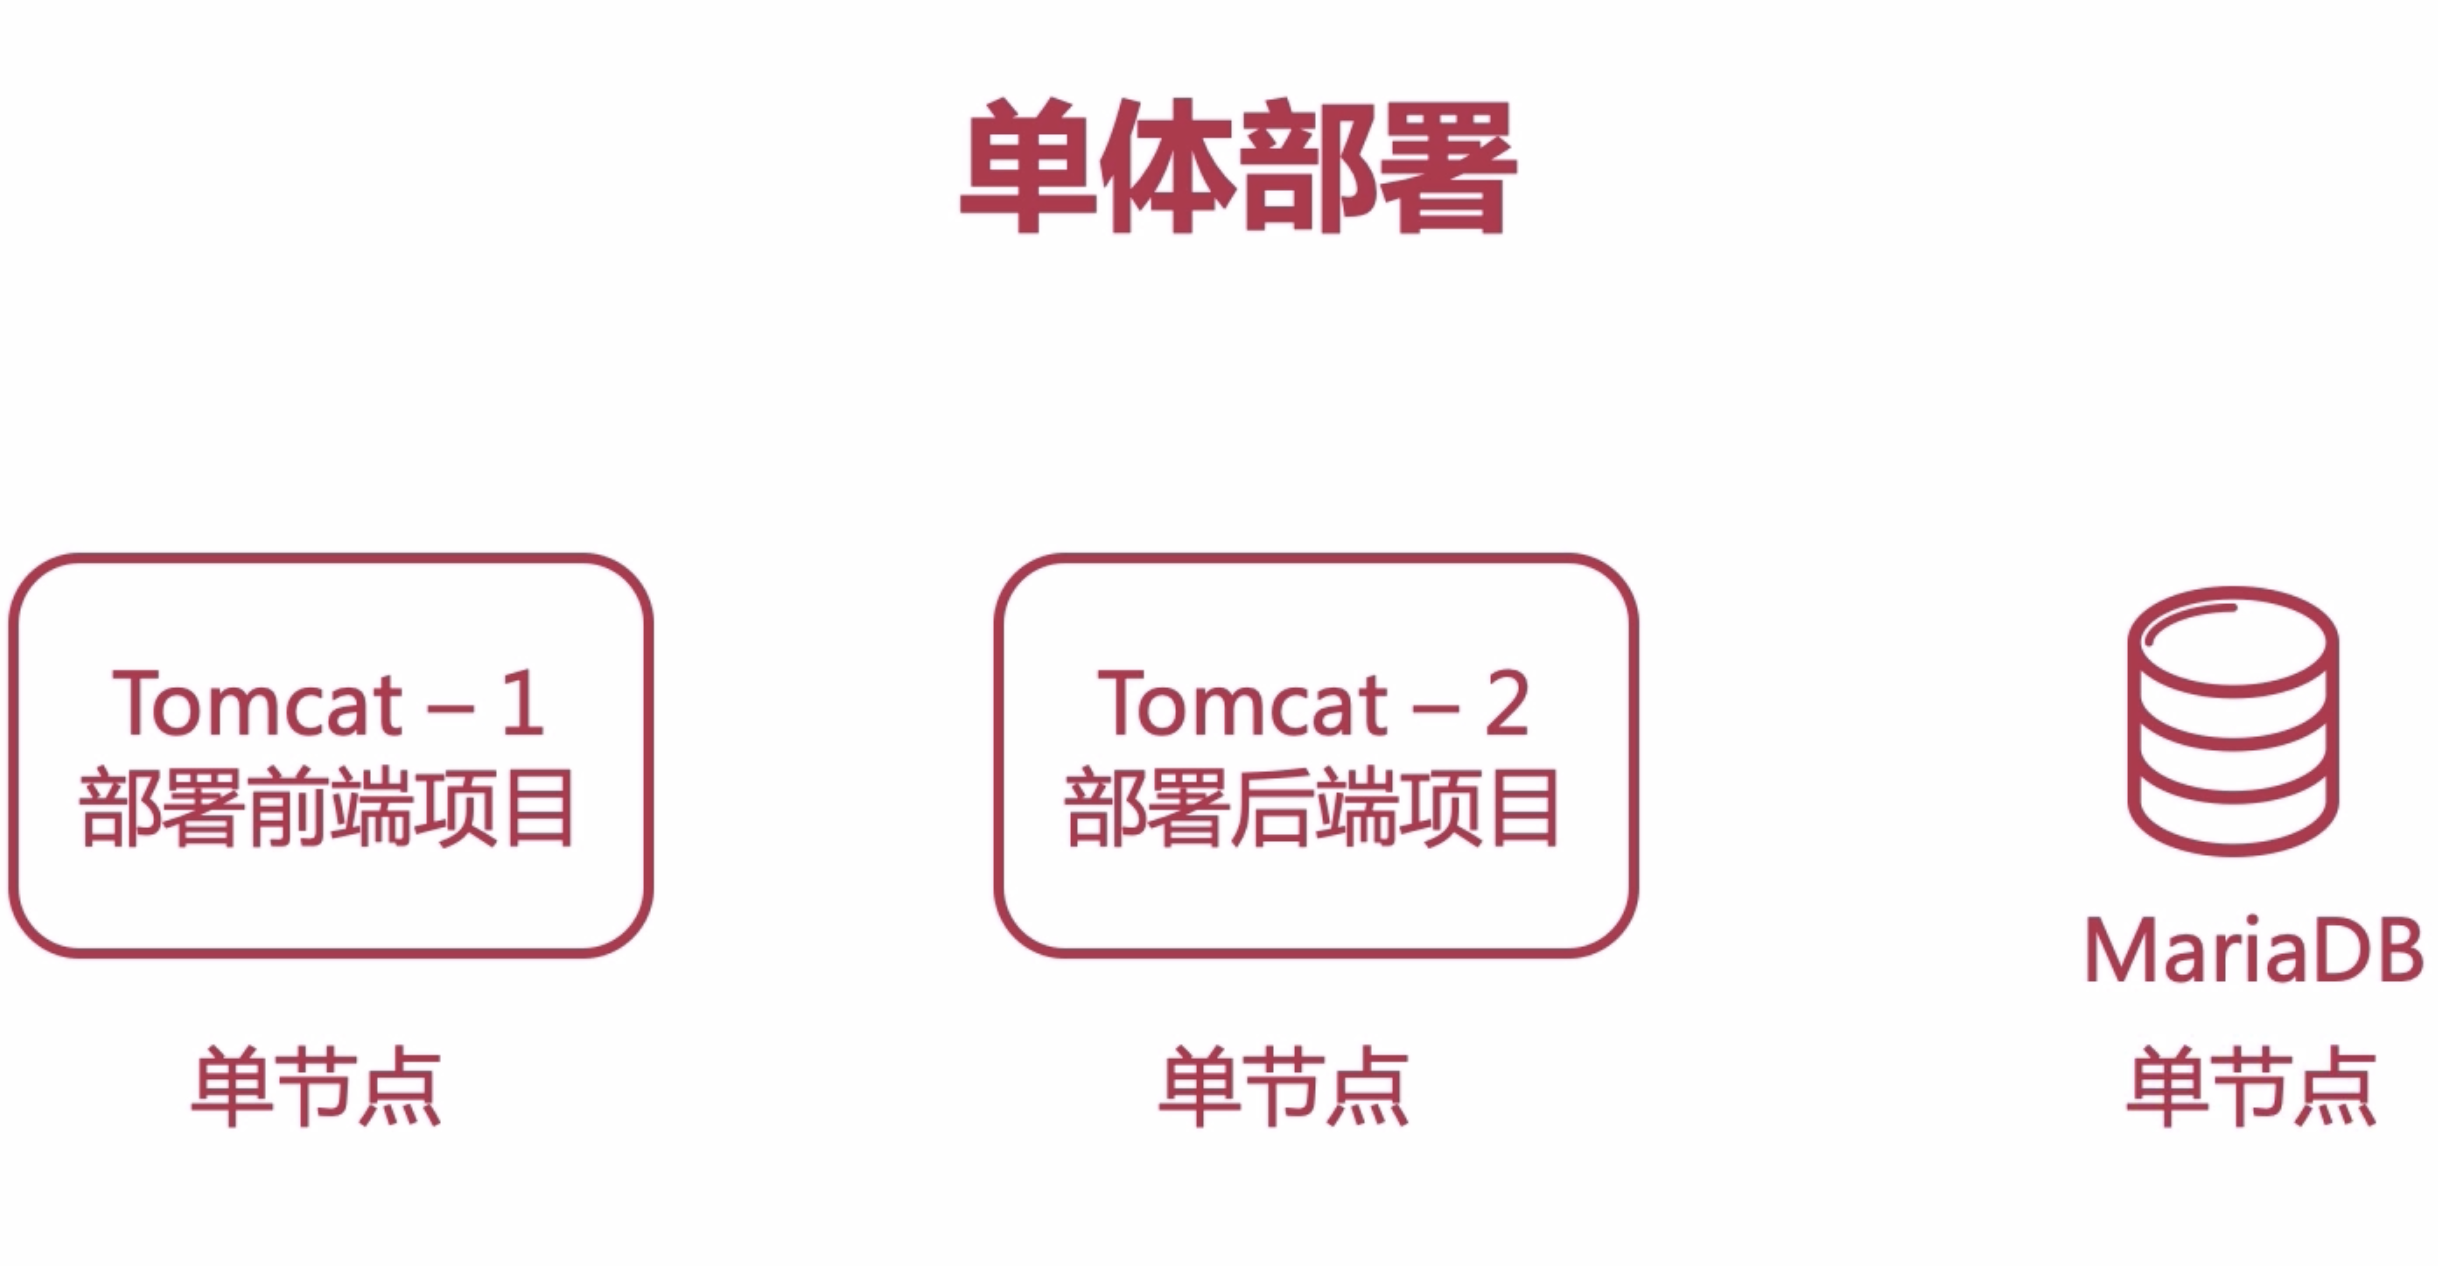 单体部署
Tomcat – 1
部署前端项目
单节点
Tomcat – 2
部署后端项目
单节点
MariaDB
单节点